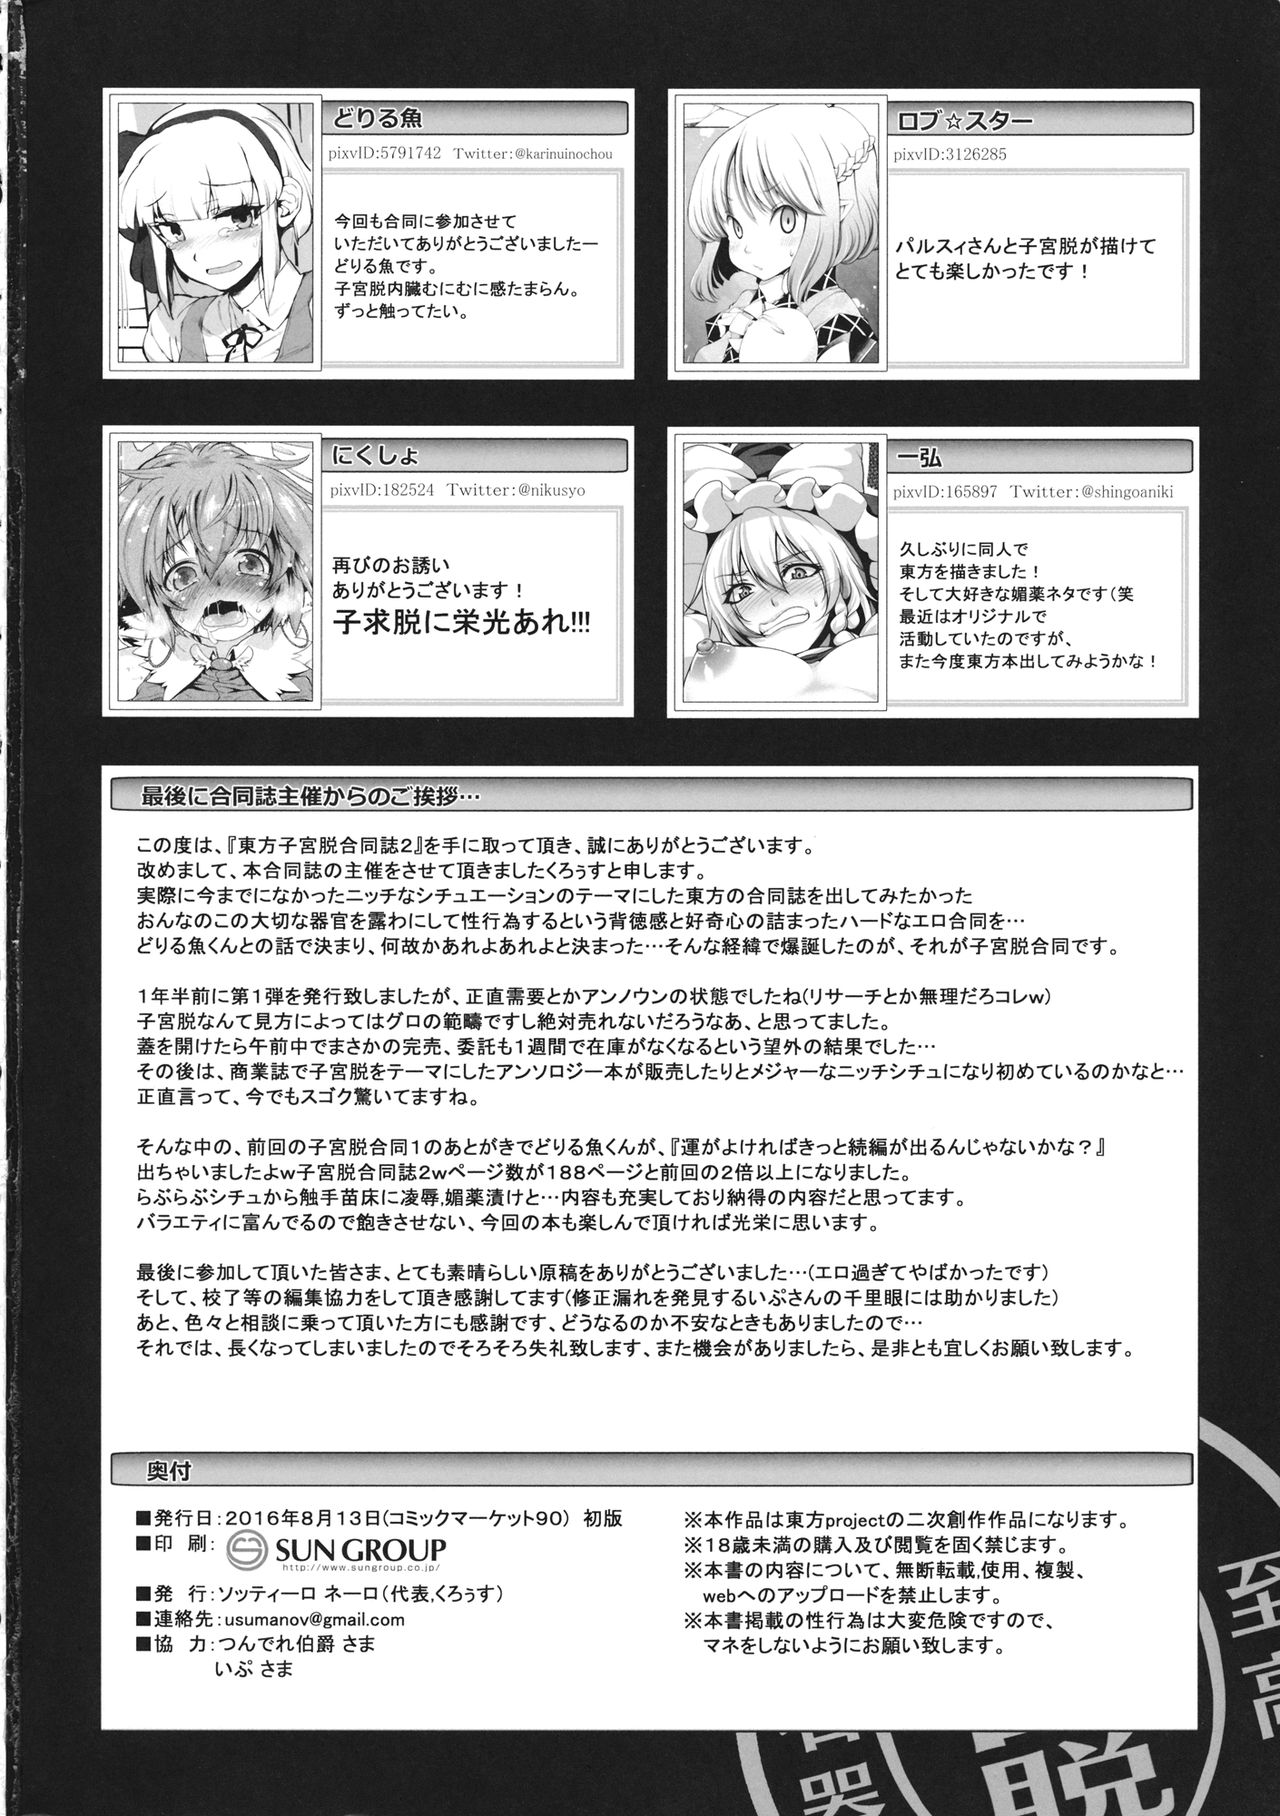 どりる魚
pixvID:5791742 Twitter:@karinuinochou
今回も合同に参加させて
いただいてありがとうございましたー
どりる魚です。
子宮脱内臓むにむに感たまらん。
ずっと触ってたい。
ロブ☆スター
pixvID:3126285
パルスィさんと子宮脱が描けて
とても楽しかったです！
にくしょ
pixvID:182524 Twitter:@nikusyo
再びのお誘い
ありがとうございます！
子求脱に栄光あれ!!!
一弘
pixvID:165897 Twitter:@shingoaniki
久しぶりに同人で
東方を描きました！
そして大好きな媚薬ネタです（笑
最近はオリジナルで
活動していたのですが、
また今度東方本出してみようかな！
最後に合同誌主催からのご挨拶…
この度は、『東方子宮脱合同誌２』を手に取って頂き、誠にありがとうございます。
改めまして、本合同誌の主催をさせて頂きましたくろぅすと申します。
実際に今までになかったニッチなシチュエーションのテーマにした東方の合同誌を出してみたかった
おんなのこの大切な器官を露わにして性行為するという背徳感と好奇心の詰まったハードなエロ合同を…
どりる魚くんとの話で決まり、何故かあれよあれよと決まった…そんな経緯で爆誕したのが、それが子宮脱合同です。
１年半前に第１弾を発行致しましたが、正直需要とかアンノウンの状態でしたね（リサーチとか無理だろコレｗ）
子宮脱なんて見方によってはグロの範疇ですし絶対売れないだろうなあ、と思ってました。
蓋を開けたら午前中でまさかの完売、委託も１週間で在庫がなくなるという望外の結果でした…
その後は、商業誌で子宮脱をテーマにしたアンソロジー本が販売したりとメジャーなニッチシチュになり初めているのかなと…
正直言って、今でもスゴク驚いてますね。
そんな中の、前回の子宮脱合同１のあとがきでどりる魚くんが、『運がよければきっと続編が出るんじゃないかな？』
出ちゃいましたよｗ子宮脱合同誌２ｗページ数が１８８ページと前回の２倍以上になりました。
らぶらぶシチュから触手苗床に凌辱,媚薬漬けと…内容も充実しており納得の内容だと思ってます。
バラエティに富んでるので飽きさせない、今回の本も楽しんで頂ければ光栄に思います。
最後に参加して頂いた皆さま、とても素晴らしい原稿をありがとうございました…（エロ過ぎてやばかったです）
そして、校了等の編集協力をして頂き感謝してます（修正漏れを発見するいぷさんの千里眼には助かりました）
あと、色々と相談に乗って頂いた方にも感謝です、どうなるのか不安なときもありましたので…
それでは、長くなってしまいましたのでそろそろ失礼致します、また機会がありましたら、是非とも宜しくお願い致します。
奥付
■発行日：２０１６年８月１３日（コミックマーケット９０） 初版
■印 刷： SUN GROUP
http://www.sungroup.co.jp/
■発 行：ソッティーロ ネーロ（代表,くろぅす）
■連絡先：usumanov@gmail.com
■協 力：つんでれ伯爵 さま
いぷ さま
※本作品は東方projectの二次創作作品になります。
※１８歳未満の購入及び閲覧を固く禁じます。
※本書の内容について、無断転載,使用、複製、
webへのアップロードを禁止します。
※本書掲載の性行為は大変危険ですので、
マネをしないようにお願い致します。
至高
脱
器